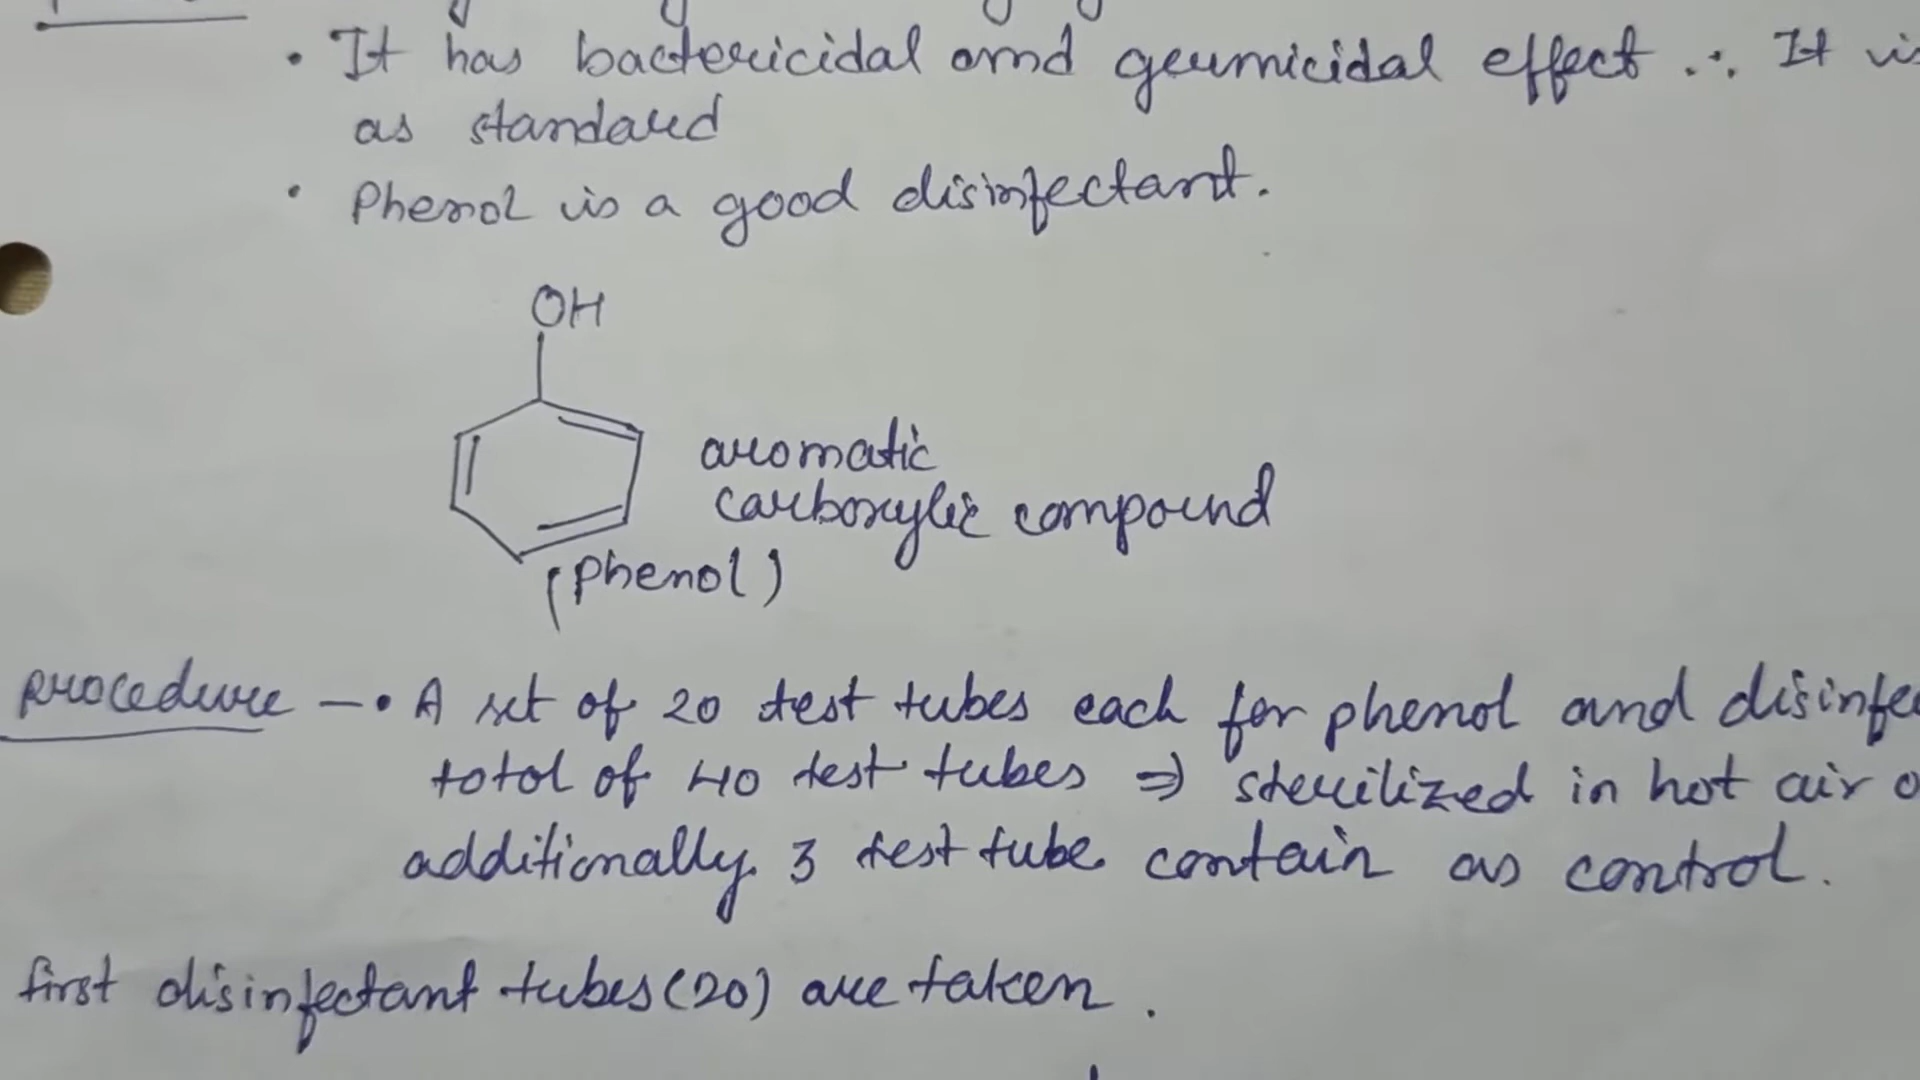 • It has bactericidal and germicidal effect ∴ It is
as standard
• Phenol is a good disinfectant.
OH
aromatic
carboxylic compound
(Phenol)
procedure – • A set of 20 test tubes each for phenol and
total of 40 test tubes ⇒ sterilized in hot air
additionally 3 test tube contain as control.
first disinfectant tubes (20) are taken.